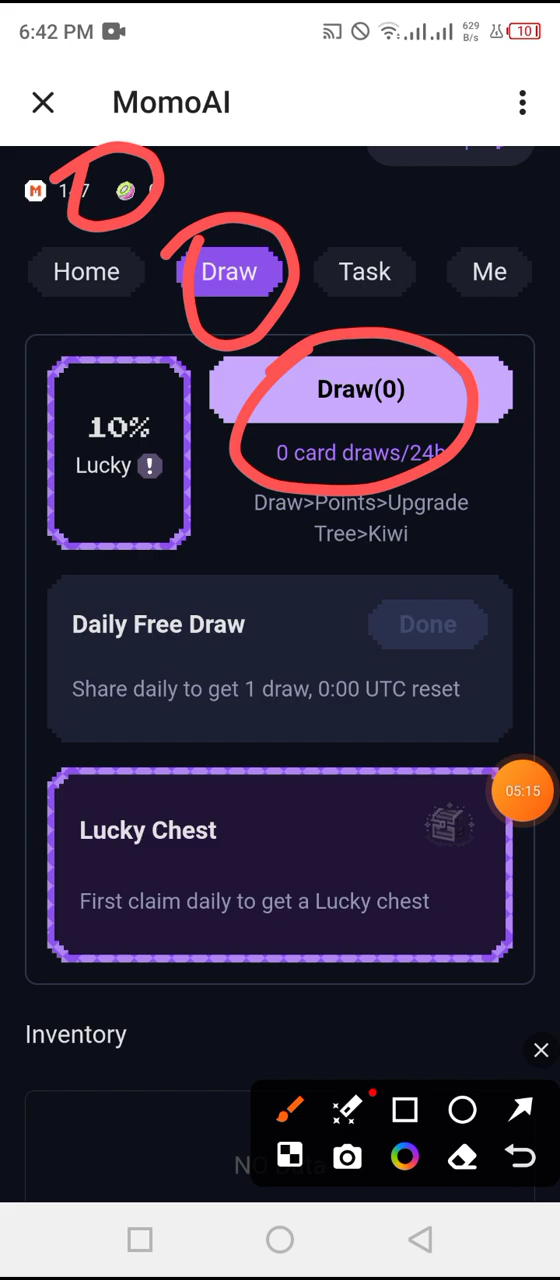 6:42 PM
629
B/s
10
MomoAI
M
Home
Draw
Task
Me
10%
Lucky !
Draw(0)
0 card draws/24h
Draw>Points>Upgrade
Tree>Kiwi
Daily Free Draw
Done
Share daily to get 1 draw, 0:00 UTC reset
05:15
Lucky Chest
First claim daily to get a Lucky chest
Inventory